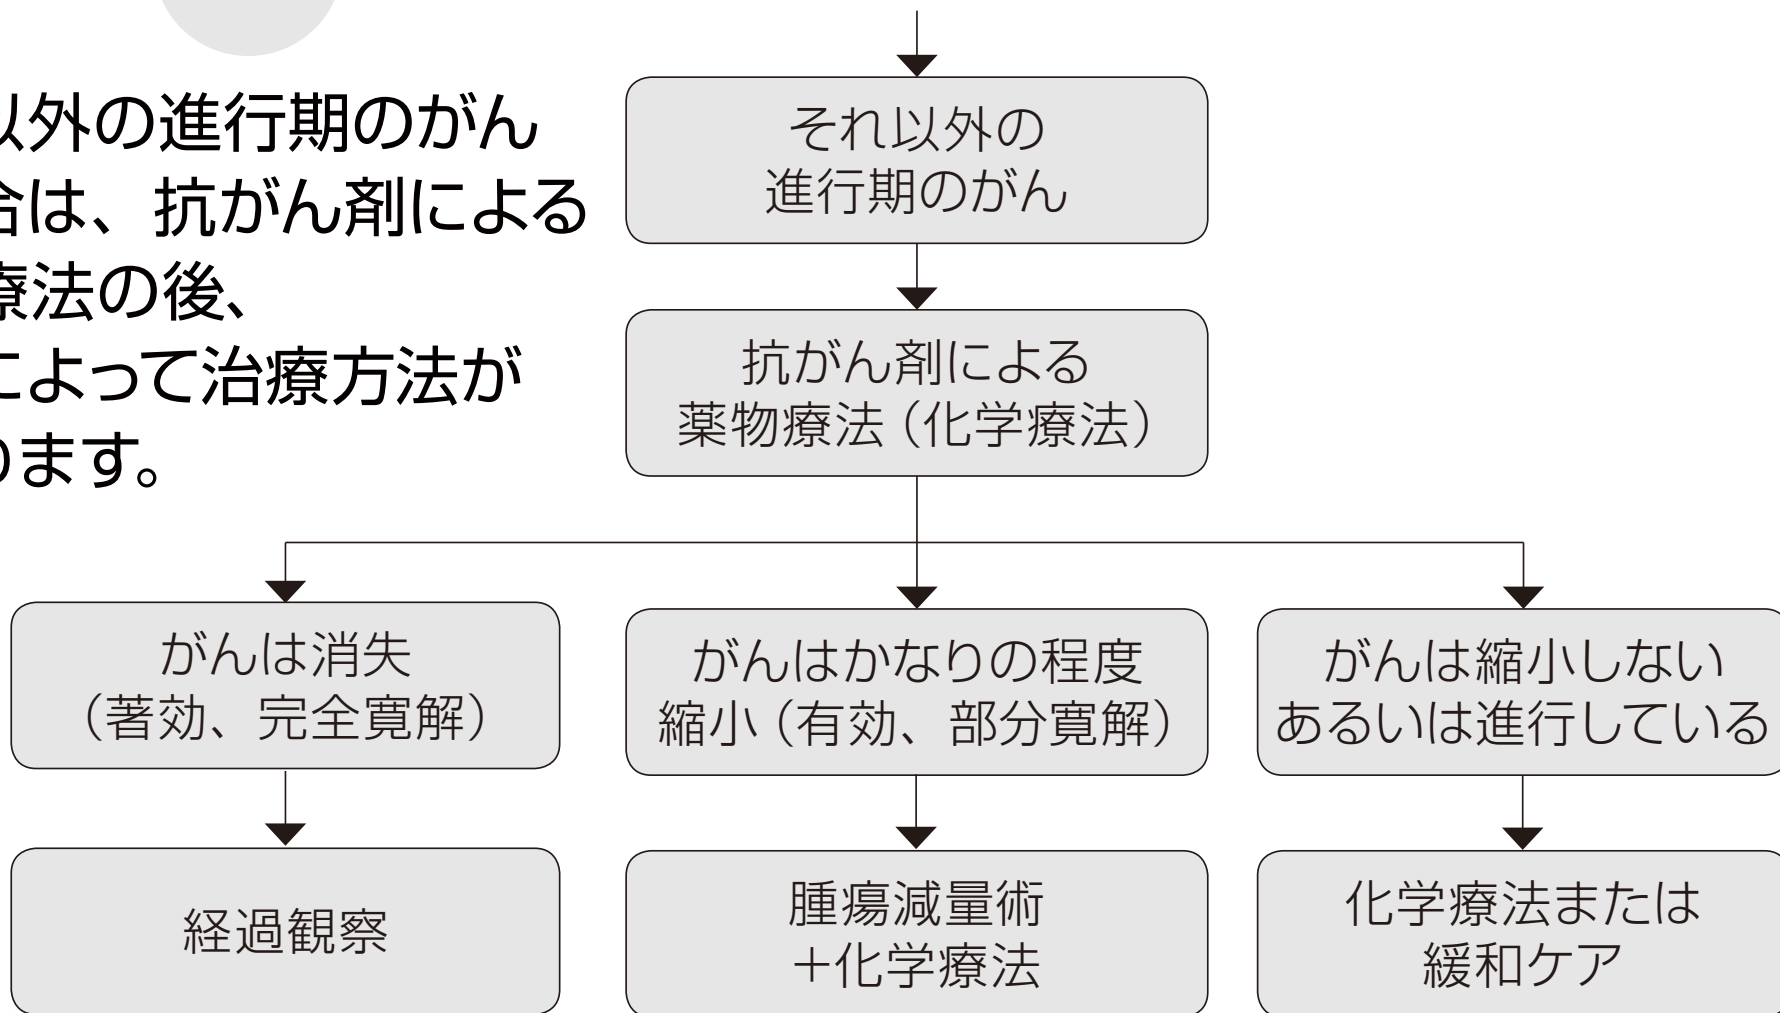 以外の進行期のがん
合は、抗がん剤による
療法の後、
によって治療方法が
ります。
それ以外の
進行期のがん
抗がん剤による
薬物療法（化学療法）
がんは消失
（著効、完全寛解）
がんはかなりの程度
縮小（有効、部分寛解）
がんは縮小しない
あるいは進行している
経過観察
腫瘍減量術
＋化学療法
化学療法または
緩和ケア